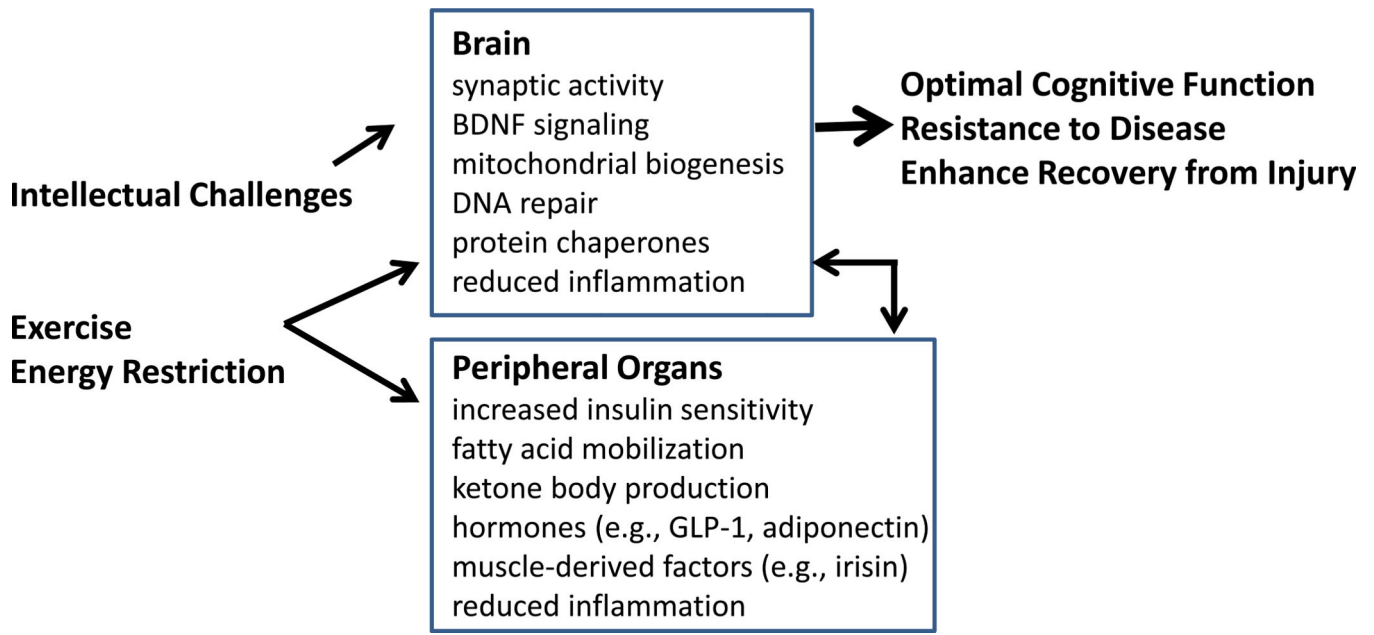 Intellectual Challenges
Exercise
Energy Restriction
Brain
synaptic activity
BDNF signaling
mitochondrial biogenesis
DNA repair
protein chaperones
reduced inflammation
Peripheral Organs
increased insulin sensitivity
fatty acid mobilization
ketone body production
hormones (e.g., GLP-1, adiponectin)
muscle-derived factors (e.g., irisin)
reduced inflammation
Optimal Cognitive Function
Resistance to Disease
Enhance Recovery from Injury